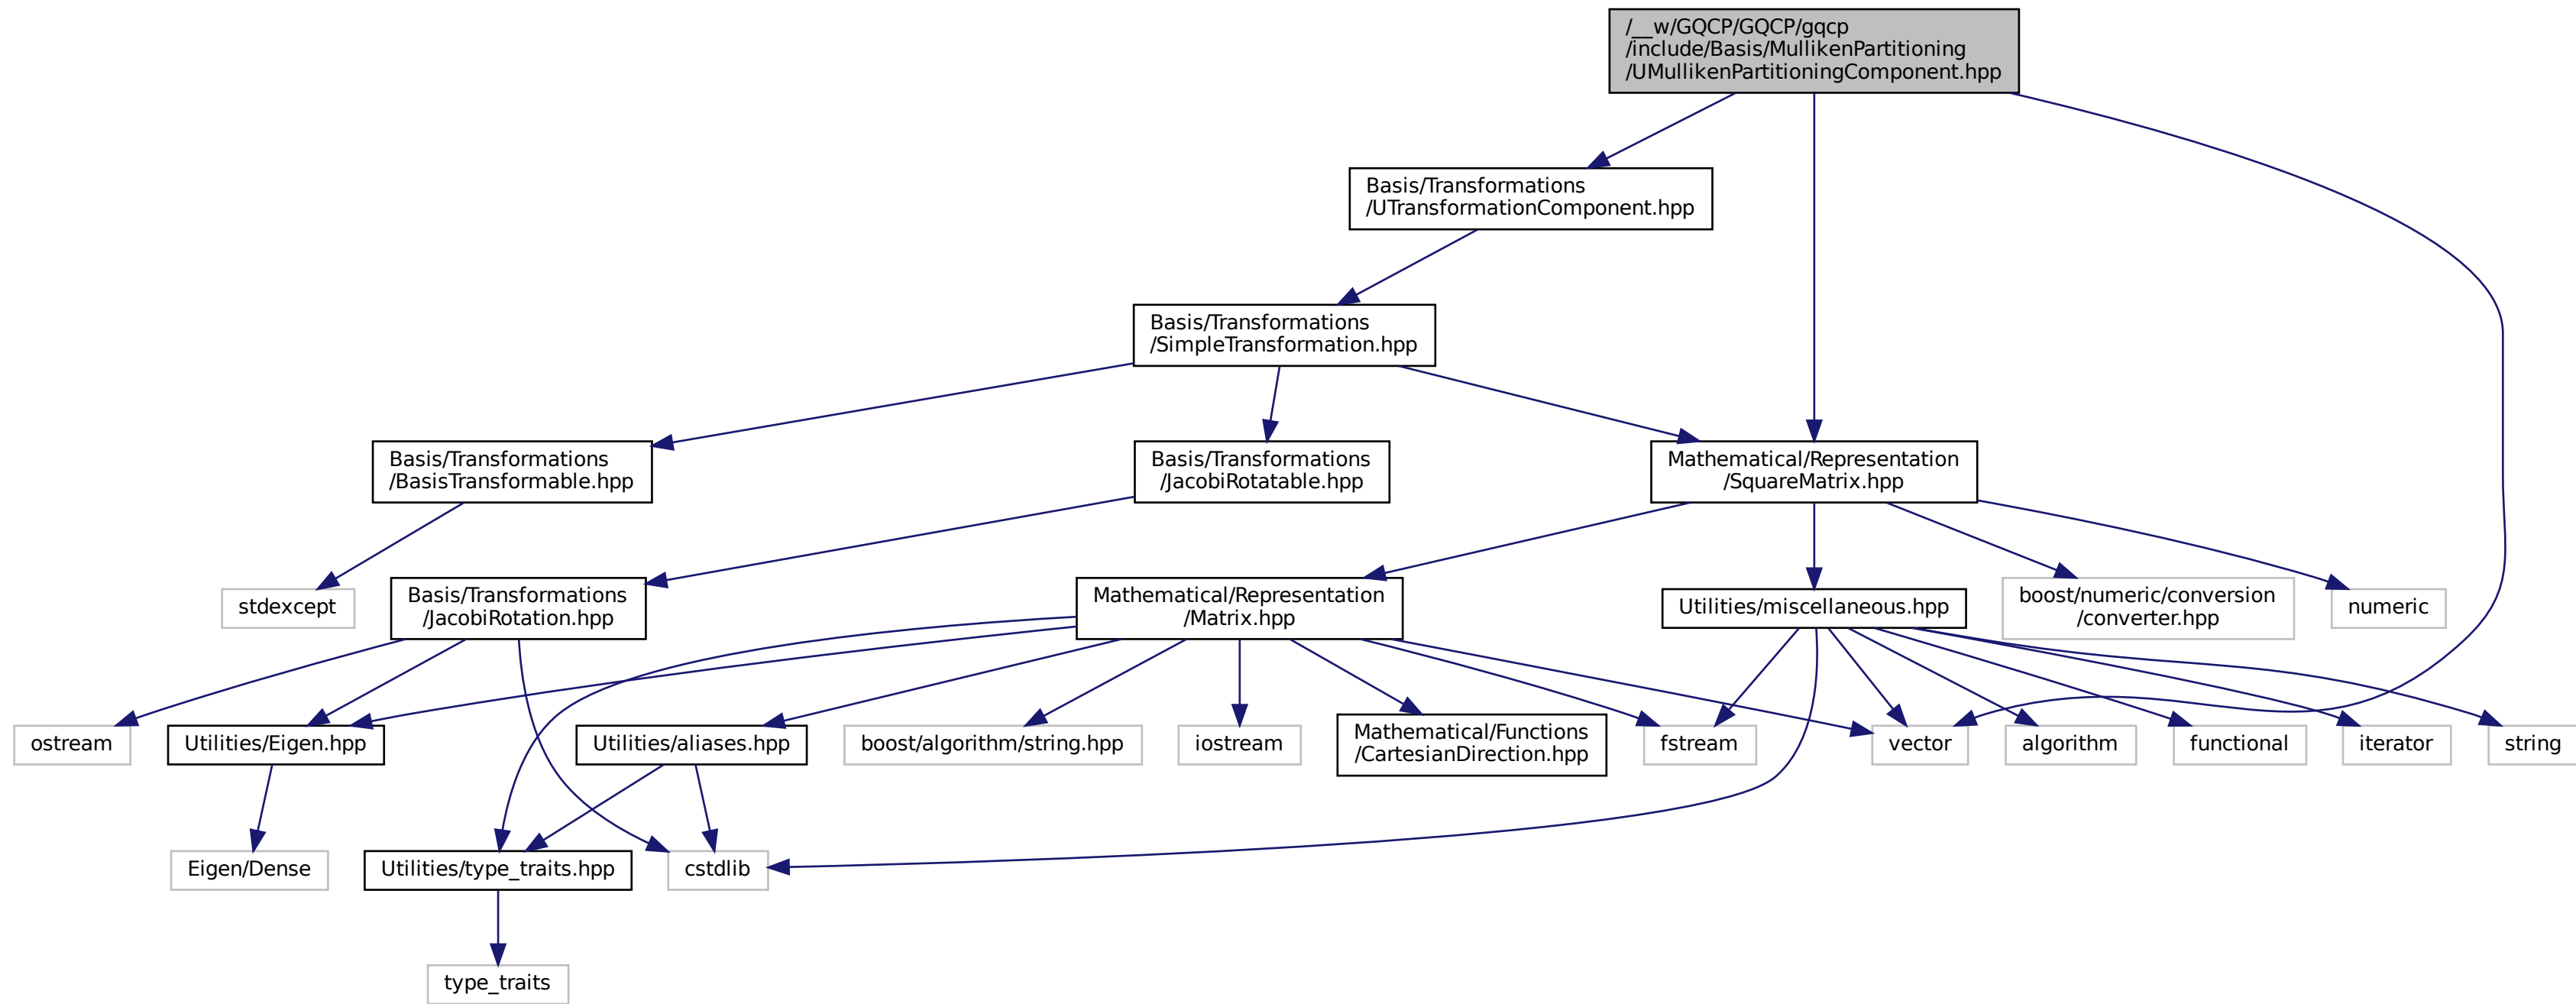 /__w/GQCP/GQCP/gqcp
/include/Basis/MullikenPartitioning
/UMullikenPartitioningComponent.hpp
Basis/Transformations
/UTransformationComponent.hpp
Basis/Transformations
/SimpleTransformation.hpp
Basis/Transformations
/BasisTransformable.hpp
Basis/Transformations
/JacobiRotatable.hpp
Mathematical/Representation
/SquareMatrix.hpp
stdexcept
Basis/Transformations
/JacobiRotation.hpp
Mathematical/Representation
/Matrix.hpp
Utilities/miscellaneous.hpp
boost/numeric/conversion
/converter.hpp
numeric
ostream
Utilities/Eigen.hpp
Utilities/aliases.hpp
boost/algorithm/string.hpp
iostream
Mathematical/Functions
/CartesianDirection.hpp
fstream
vector
algorithm
functional
iterator
string
Eigen/Dense
Utilities/type_traits.hpp
cstdlib
type_traits